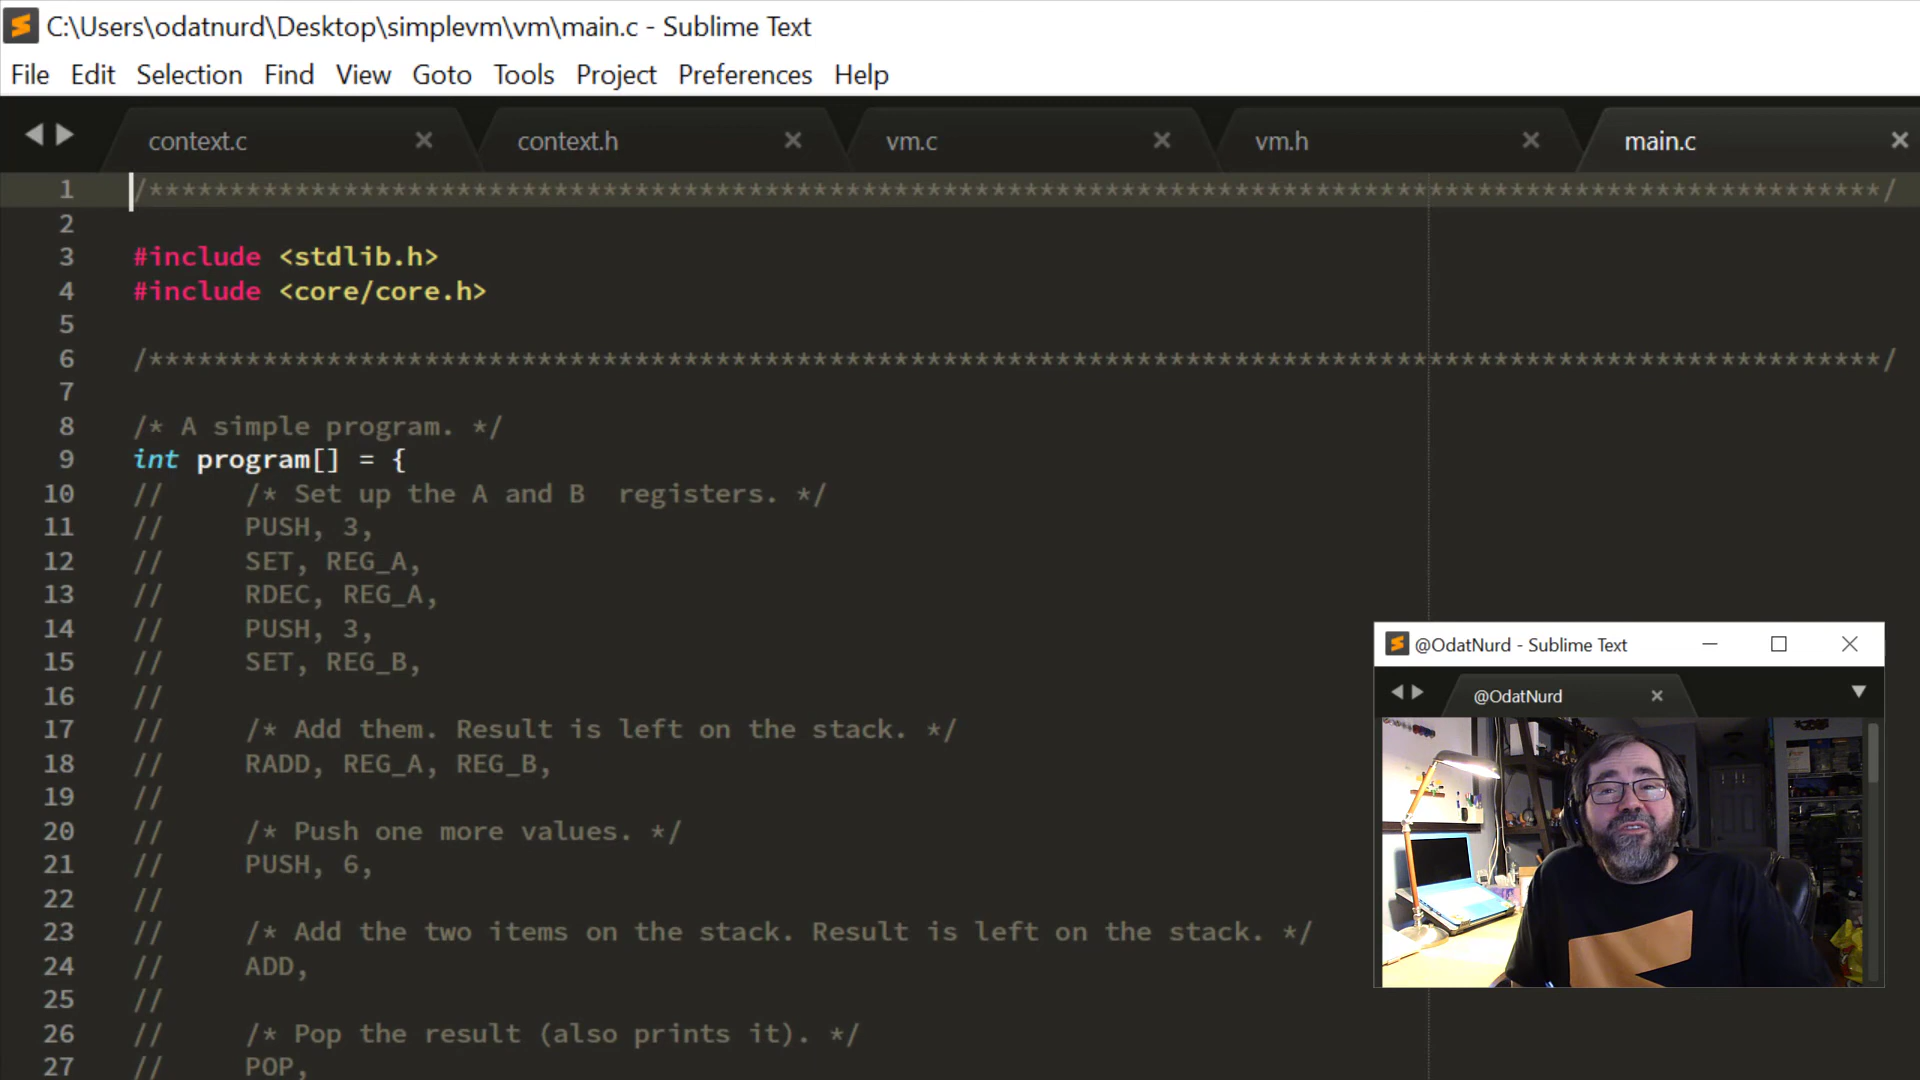 C:\Users\odatnurd\Desktop\simplevm\vm\main.c - Sublime Text
File Edit Selection Find View Goto Tools Project Preferences Help
context.c context.h vm.c vm.h main.c
1 /***********************************************************************************************************/
2
3 #include <stdlib.h>
4 #include <core/core.h>
5
6 /***********************************************************************************************************/
7
8 /* A simple program. */
9 int program[] = {
10 // /* Set up the A and B  registers. */
11 // PUSH, 3,
12 // SET, REG_A,
13 // RDEC, REG_A,
14 // PUSH, 3,
15 // SET, REG_B,
16 //
17 // /* Add them. Result is left on the stack. */
18 // RADD, REG_A, REG_B,
19 //
20 // /* Push one more values. */
21 // PUSH, 6,
22 //
23 // /* Add the two items on the stack. Result is left on the stack. */
24 // ADD,
25 //
26 // /* Pop the result (also prints it). */
27 // POP,
@OdatNurd - Sublime Text
@OdatNurd